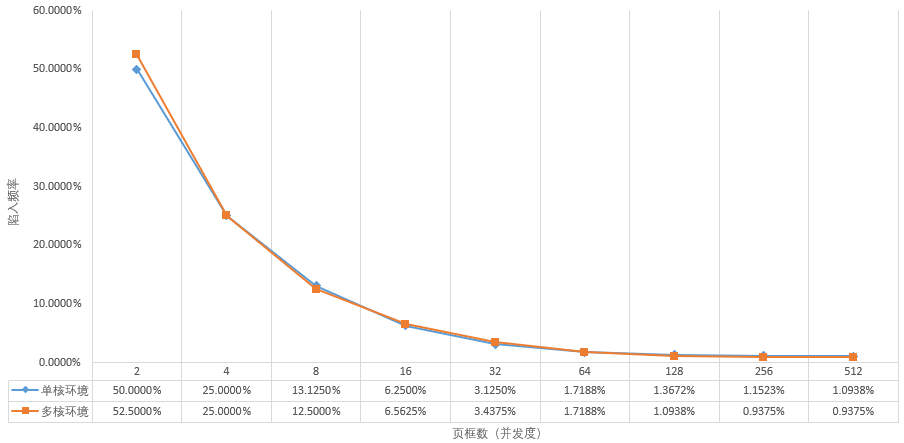 60.0000%
50.0000%
40.0000%
30.0000%
20.0000%
10.0000%
0.0000%
陷入频率
2 4 8 16 32 64 128 256 512
单核环境 50.0000% 25.0000% 13.1250% 6.2500% 3.1250% 1.7188% 1.3672% 1.1523% 1.0938%
多核环境 52.5000% 25.0000% 12.5000% 6.5625% 3.4375% 1.7188% 1.0938% 0.9375% 0.9375%
页框数（并发度）